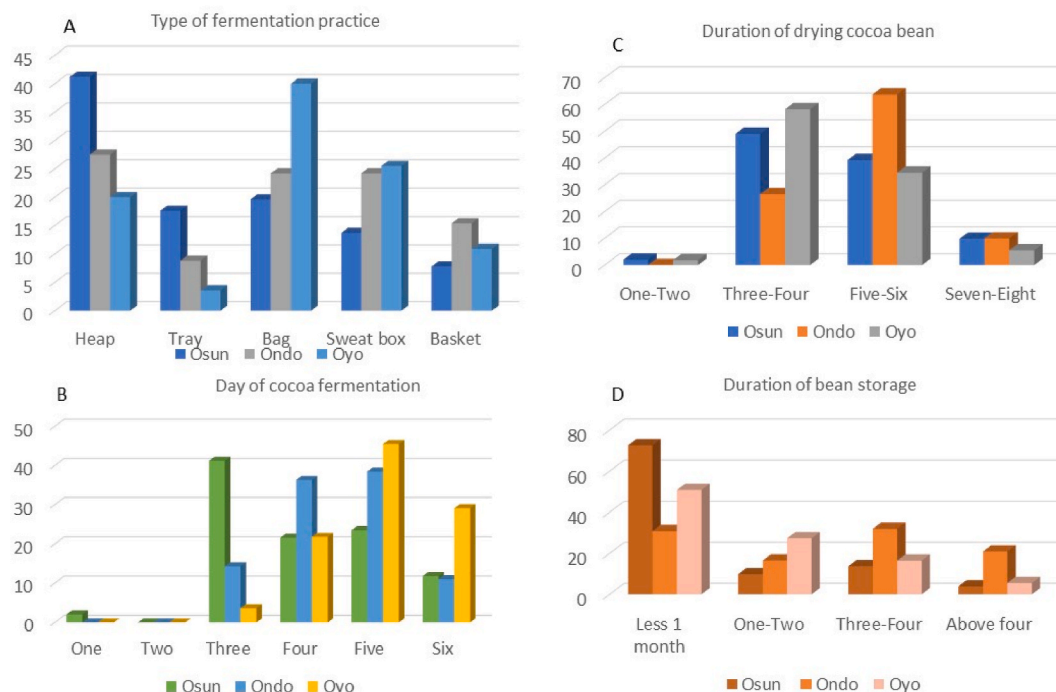 A
Type of fermentation practice
45
40
35
30
25
20
15
10
5
0
Heap Tray Bag Sweat box Basket
Osun Ondo Oyo
B
Day of cocoa fermentation
50
40
30
20
10
0
One Two Three Four Five Six
Osun Ondo Oyo
C
Duration of drying cocoa bean
70
60
50
40
30
20
10
0
One-Two Three-Four Five-Six Seven-Eight
Osun Ondo Oyo
D
Duration of bean storage
80
60
40
20
0
Less 1 One-Two Three-Four Above four
month
Osun Ondo Oyo